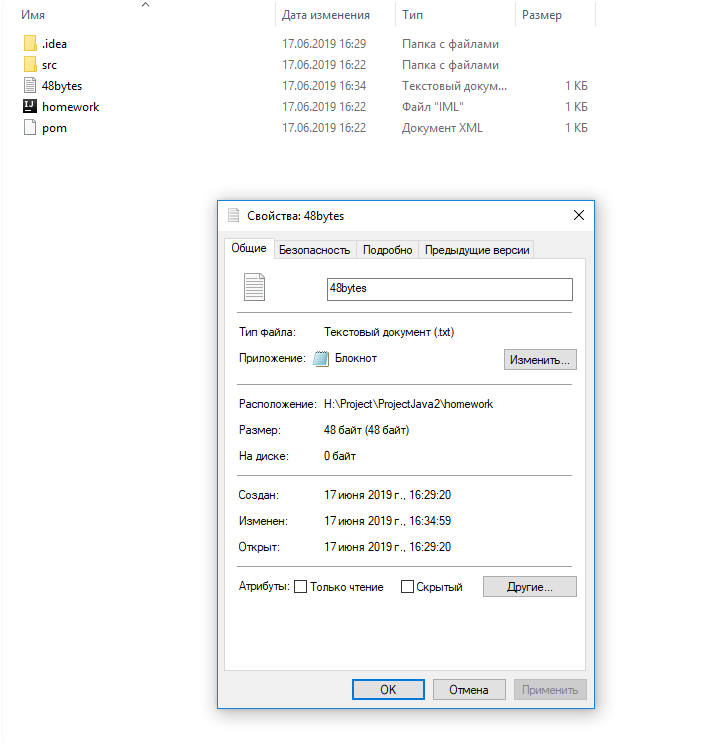 Имя Дата изменения Тип Размер
.idea 17.06.2019 16:29 Папка с файлами
src 17.06.2019 16:22 Папка с файлами
48bytes 17.06.2019 16:34 Текстовый докум... 1 КБ
homework 17.06.2019 16:22 Файл "IML" 1 КБ
pom 17.06.2019 16:22 Документ XML 1 КБ
Свойства: 48bytes
Общие Безопасность Подробно Предыдущие версии
48bytes
Тип файла: Текстовый документ (.txt)
Приложение: Блокнот Изменить...
Расположение: H:\Project\ProjectJava2\homework
Размер: 48 байт (48 байт)
На диске: 0 байт
Создан: 17 июня 2019 г., 16:29:20
Изменен: 17 июня 2019 г., 16:34:59
Открыт: 17 июня 2019 г., 16:29:20
Атрибуты: Только чтение Скрытый Другие...
OK Отмена Применить